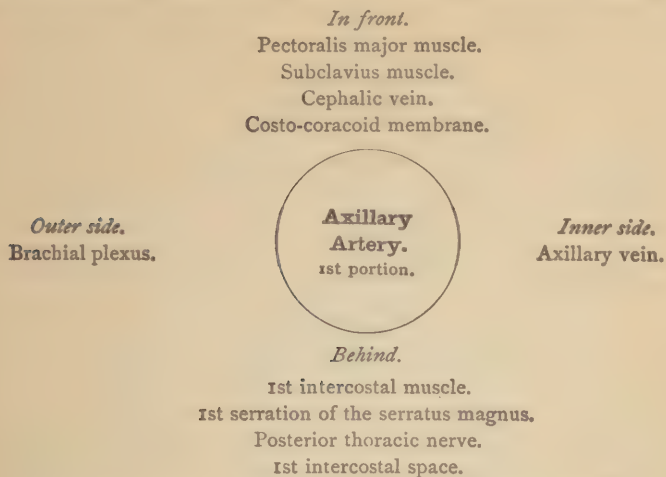 In front.
Pectoralis major muscle.
Subclavius muscle.
Cephalic vein.
Costo-coracoid membrane.
Outer side.
Brachial plexus.
Axillary
Artery.
1st portion.
Inner side.
Axillary vein.
Behind.
1st intercostal muscle.
1st serration of the serratus magnus.
Posterior thoracic nerve.
1st intercostal space.